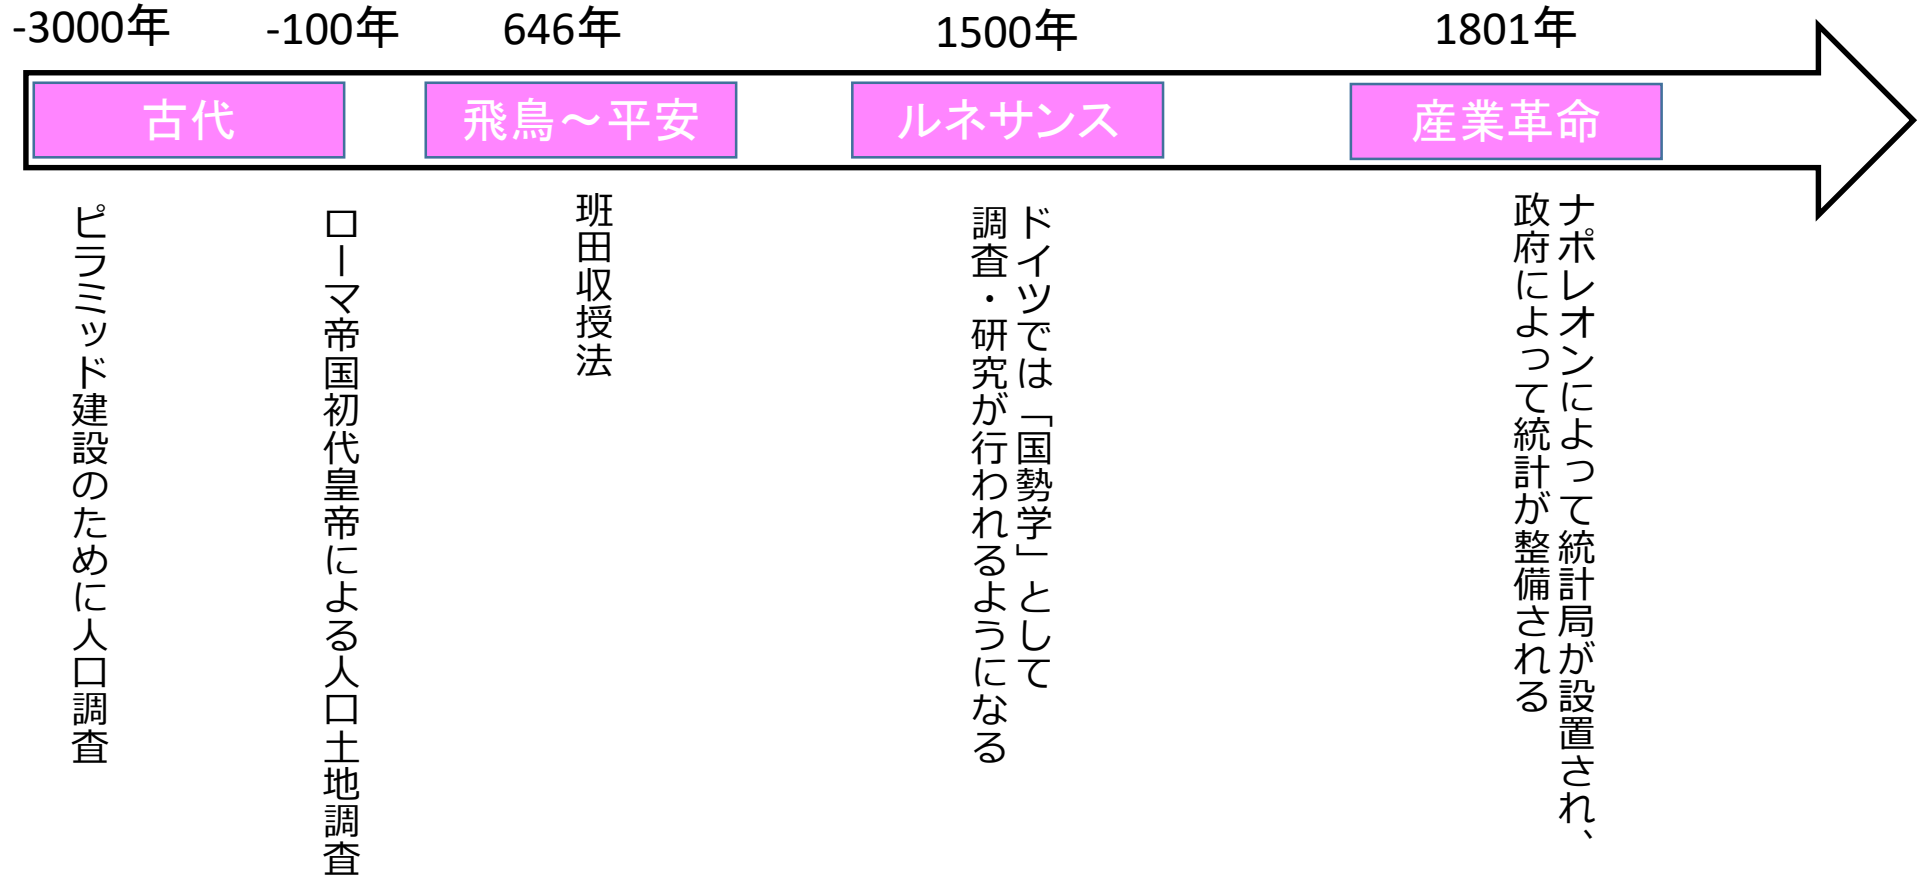 -3000年
-100年
646年
1500年
1801年
古代
飛鳥～平安
ルネサンス
産業革命
ピラミッド建設のために人口調査
ローマ帝国初代皇帝による人口土地調査
班田収授法
ドイツでは「国勢学」として
調査・研究が行われるようになる
ナポレオンによって統計局が設置され、
政府によって統計が整備される